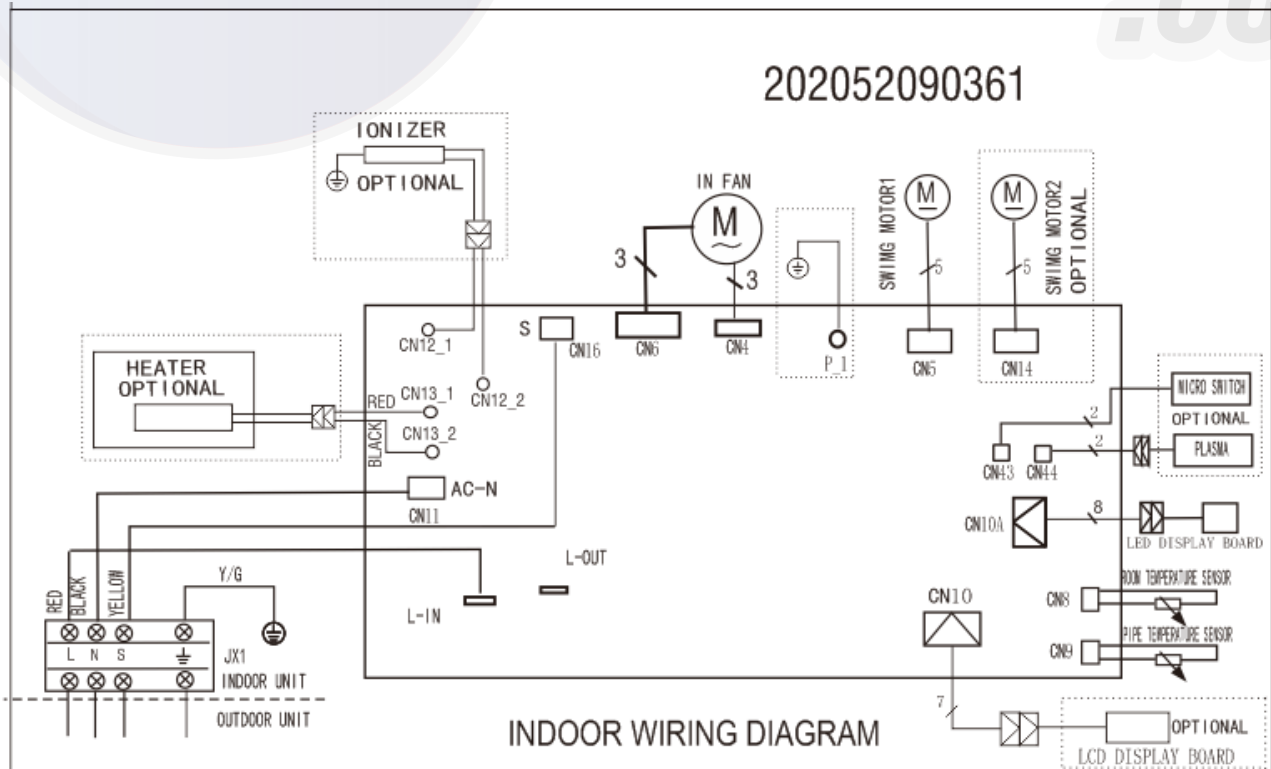 .co
202052090361
IONIZER
OPTIONAL
IN FAN
M
3
3
SWIMG MOTOR1
M
5
M
5
SWIMG MOTOR2
OPTIONAL
HEATER
OPTIONAL
RED
BLACK
CN12_1
CN12_2
CN13_1
CN13_2
S
CN16
CN6
CN4
P_1
CN5
CN14
MICRO SWITCH
OPTIONAL
PLASMA
2
2
CN43
CN44
AC-N
CN11
CN10A
8
LED DISPLAY BOARD
L-OUT
L-IN
RED
BLACK
YELLOW
Y/G
L N S
JX1
INDOOR UNIT
OUTDOOR UNIT
CN10
7
CN8
ROOM TEMPERATURE SENSOR
CN9
PIPE TEMPERATURE SENSOR
INDOOR WIRING DIAGRAM
OPTIONAL
LCD DISPLAY BOARD